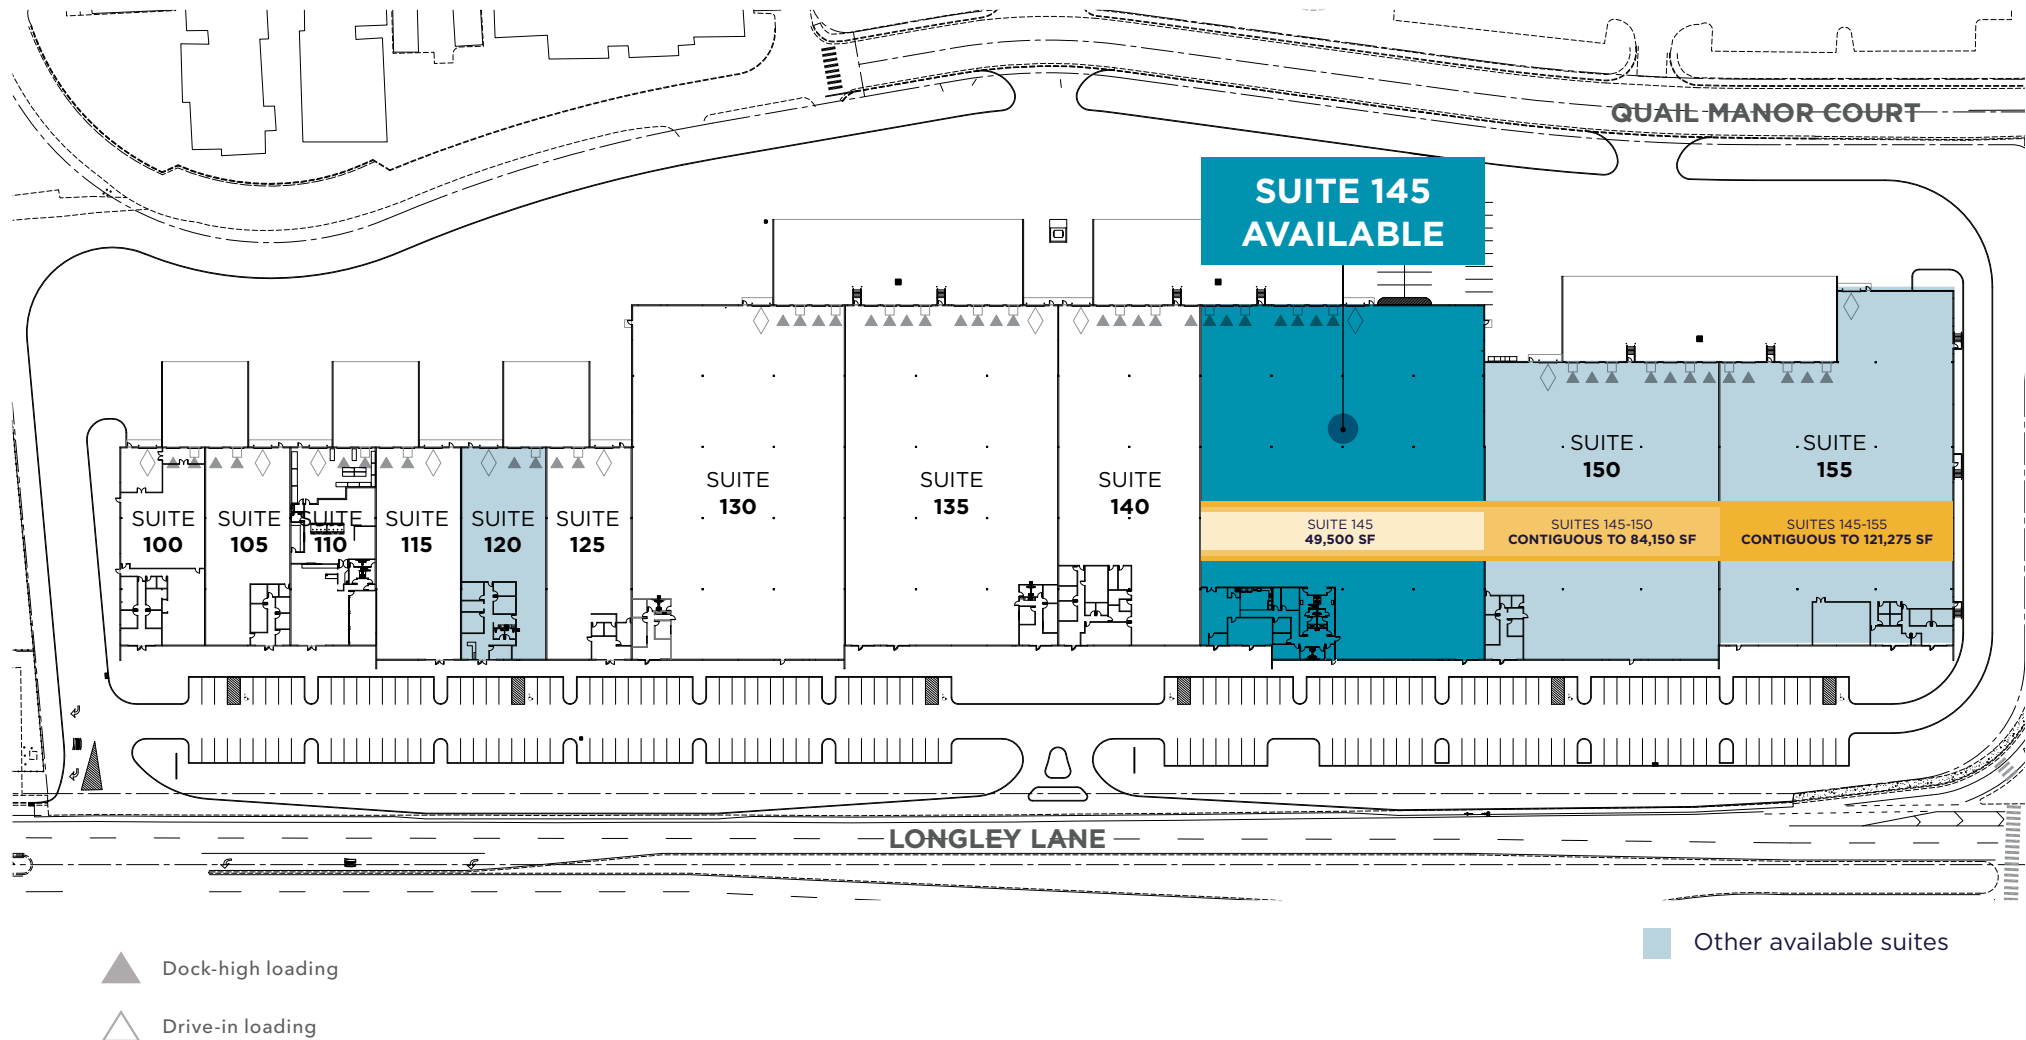 QUAIL MANOR COURT
SUITE 145
AVAILABLE
SUITE
100
SUITE
105
SUITE
110
SUITE
115
SUITE
120
SUITE
125
SUITE
130
SUITE
135
SUITE
140
SUITE
150
SUITE
155
SUITE 145
49,500 SF
SUITES 145-150
CONTIGUOUS TO 84,150 SF
SUITES 145-155
CONTIGUOUS TO 121,275 SF
LONGLEY LANE
Other available suites
Dock-high loading
Drive-in loading